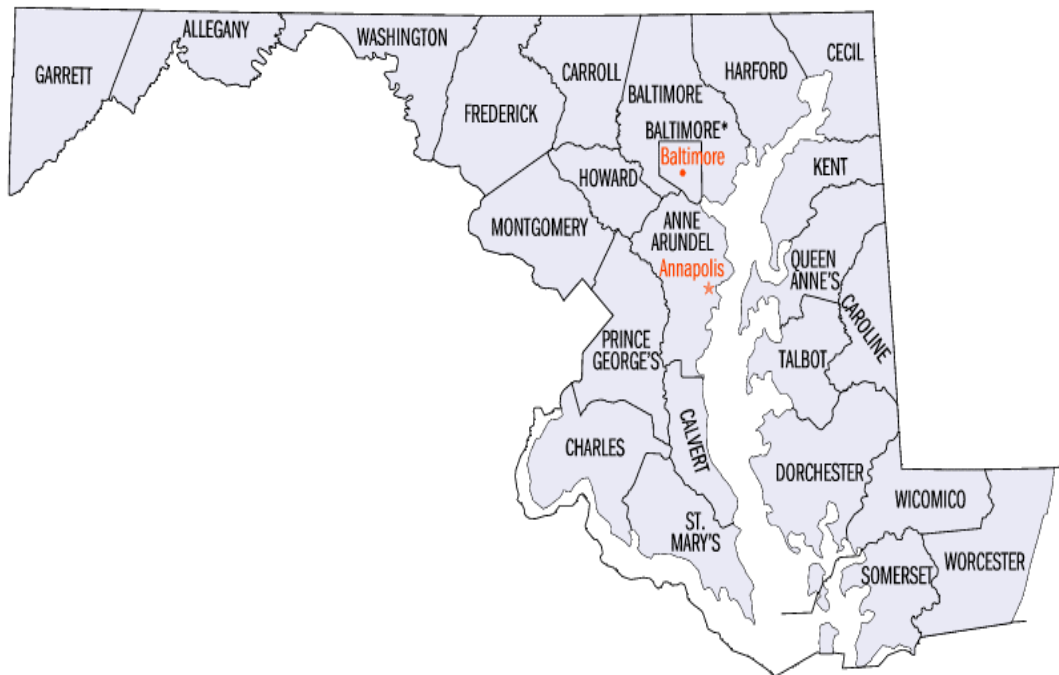 ALLEGANY
WASHINGTON
GARRETT
FREDERICK
CARROLL
BALTIMORE
HARFORD
CECIL
BALTIMORE*
Baltimore
KENT
HOWARD
MONTGOMERY
ANNE
ARUNDEL
Annapolis
QUEEN
ANNE'S
CAROLINE
PRINCE
GEORGE'S
TALBOT
CALVERT
CHARLES
DORCHESTER
WICOMICO
ST.
MARY'S
SOMERSET
WORCESTER